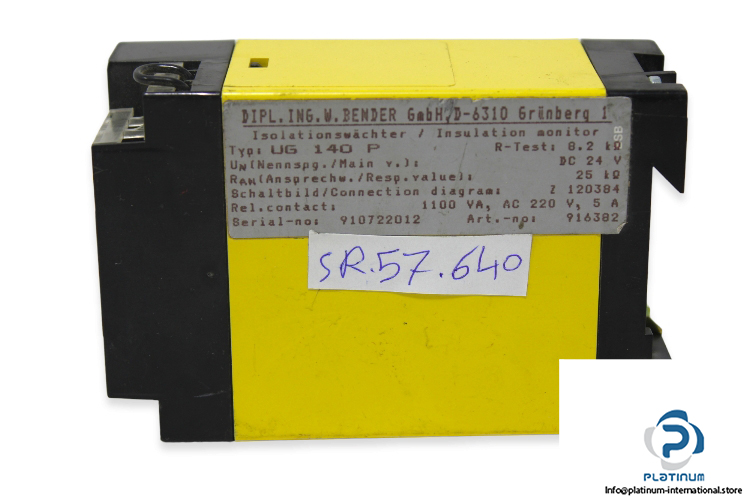 DIPL.ING.W.BENDER GmbH,D-6310 Grünberg 1
Isolationswächter / Insulation monitor
Typ: UG 140 P R-Test: 8.2 kΩ
UN(Nennspg./Main v.): DC 24 V
RAN(Ansprechw./Resp.value): 25 kΩ
Schaltbild/Connection diagram: Z 120384
Rel.contact: 1100 VA, AC 220 V, 5 A
Serial-no: 910722012 Art.-no: 916382
SR.57.640
PLATINUM
Info@platinum-international.store